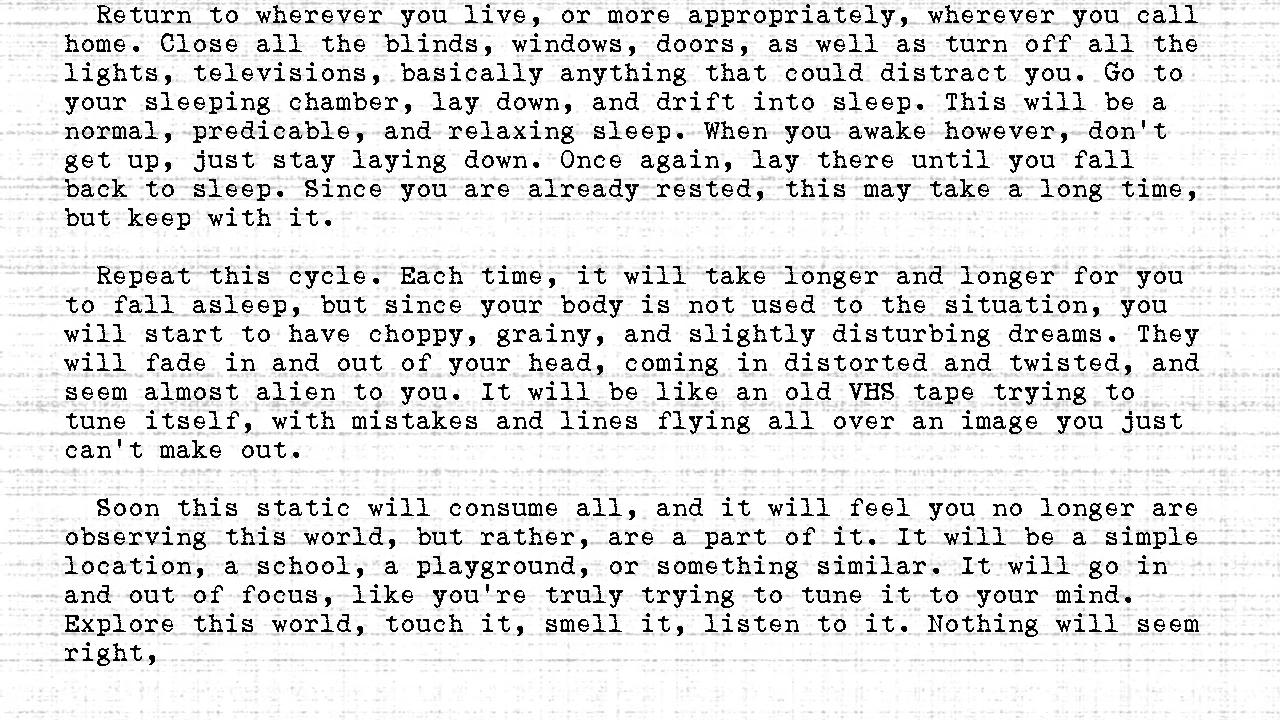 Return to wherever you live, or more appropriately, wherever you call
home. Close all the blinds, windows, doors, as well as turn off all the
lights, televisions, basically anything that could distract you. Go to
your sleeping chamber, lay down, and drift into sleep. This will be a
normal, predicable, and relaxing sleep. When you awake however, don't
get up, just stay laying down. Once again, lay there until you fall
back to sleep. Since you are already rested, this may take a long time,
but keep with it.
Repeat this cycle. Each time, it will take longer and longer for you
to fall asleep, but since your body is not used to the situation, you
will start to have choppy, grainy, and slightly disturbing dreams. They
will fade in and out of your head, coming in distorted and twisted, and
seem almost alien to you. It will be like an old VHS tape trying to
tune itself, with mistakes and lines flying all over an image you just
can't make out.
Soon this static will consume all, and it will feel you no longer are
observing this world, but rather, are a part of it. It will be a simple
location, a school, a playground, or something similar. It will go in
and out of focus, like you're truly trying to tune it to your mind.
Explore this world, touch it, smell it, listen to it. Nothing will seem
right,